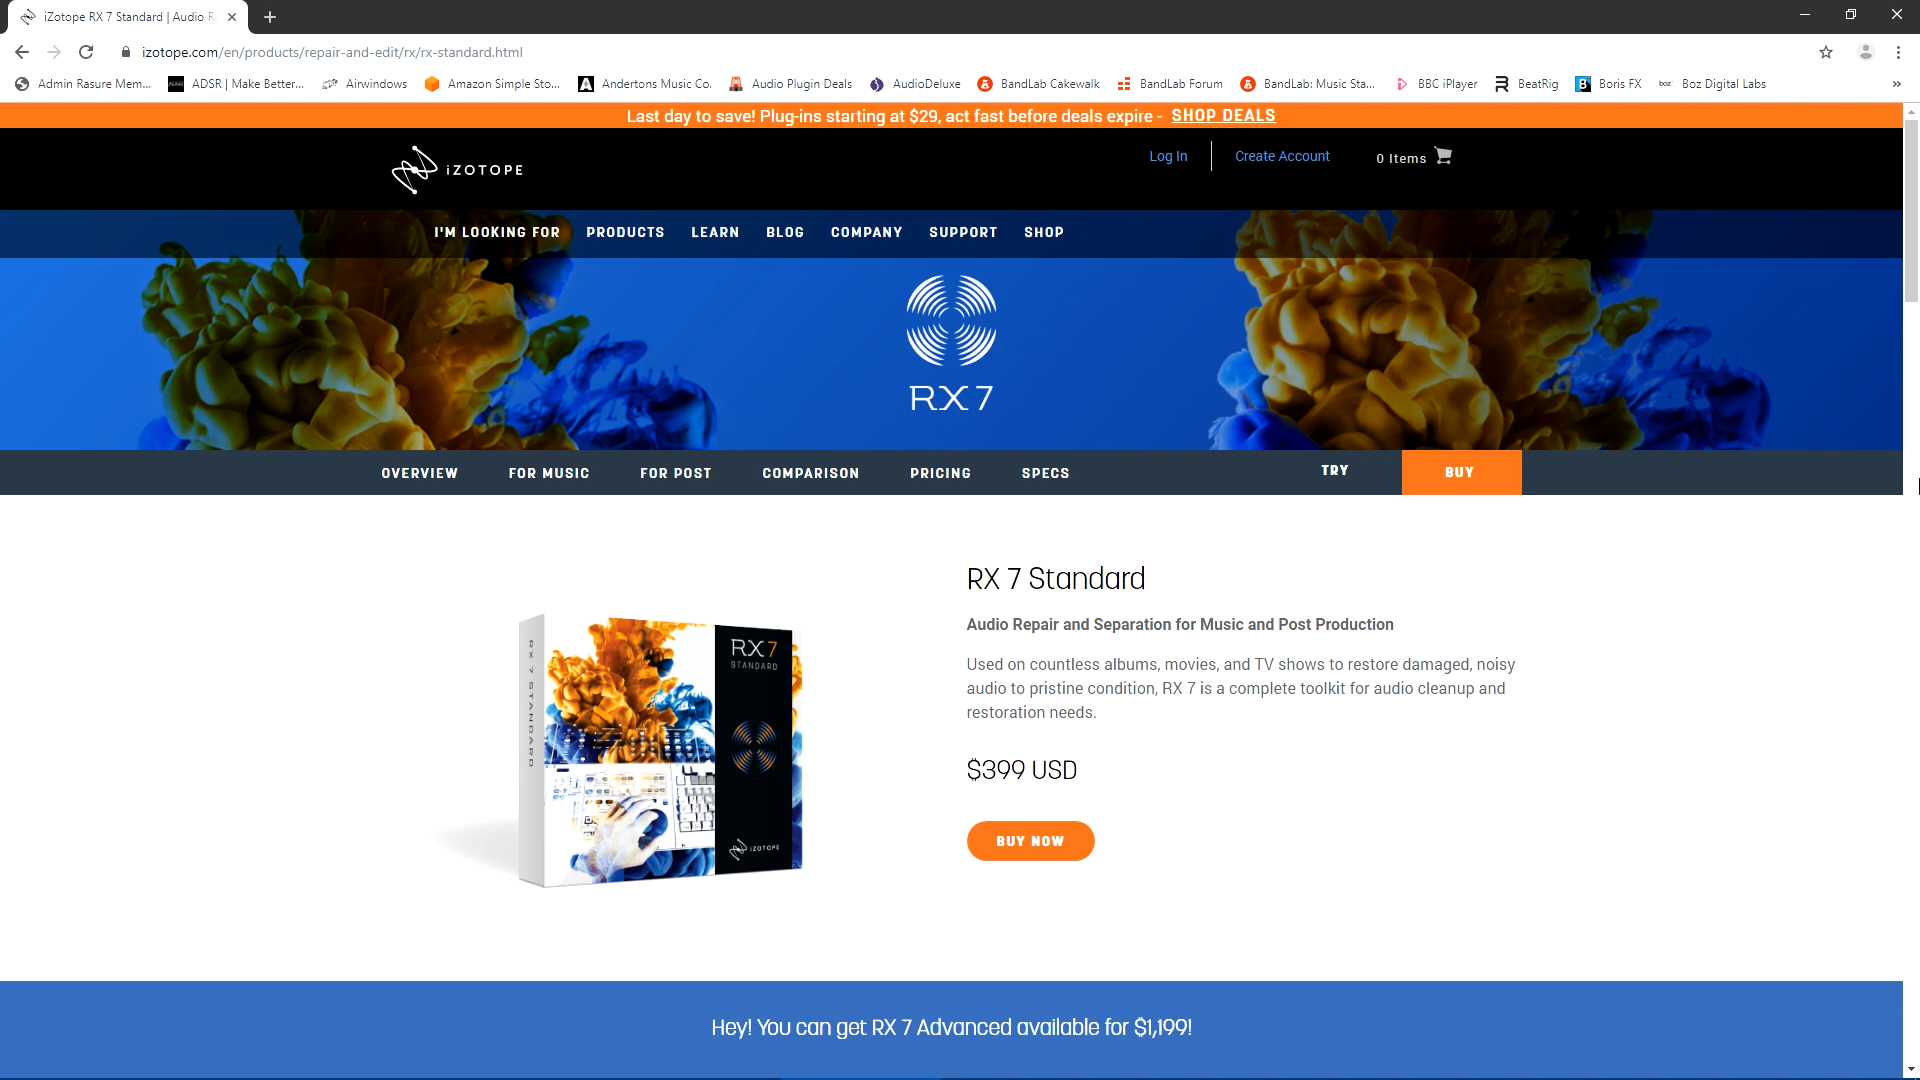 iZotope RX 7 Standard | Audio R
izotope.com/en/products/repair-and-edit/rx/rx-standard.html
Admin Rasure Mem... ADSR | Make Better... Airwindows Amazon Simple Sto... Andertons Music Co. Audio Plugin Deals AudioDeluxe BandLab Cakewalk BandLab Forum BandLab: Music Sta... BBC iPlayer BeatRig Boris FX boz Boz Digital Labs »
Last day to save! Plug-ins starting at $29, act fast before deals expire - SHOP DEALS
iZOTOPE
Log In Create Account 0 Items
I'M LOOKING FOR PRODUCTS LEARN BLOG COMPANY SUPPORT SHOP
RX 7
OVERVIEW FOR MUSIC FOR POST COMPARISON PRICING SPECS TRY BUY
RX 7 Standard
Audio Repair and Separation for Music and Post Production
Used on countless albums, movies, and TV shows to restore damaged, noisy
audio to pristine condition, RX 7 is a complete toolkit for audio cleanup and
restoration needs.
$399 USD
BUY NOW
RX 7 STANDARD
RX 7
STANDARD
iZOTOPE
Hey! You can get RX 7 Advanced available for $1,199!